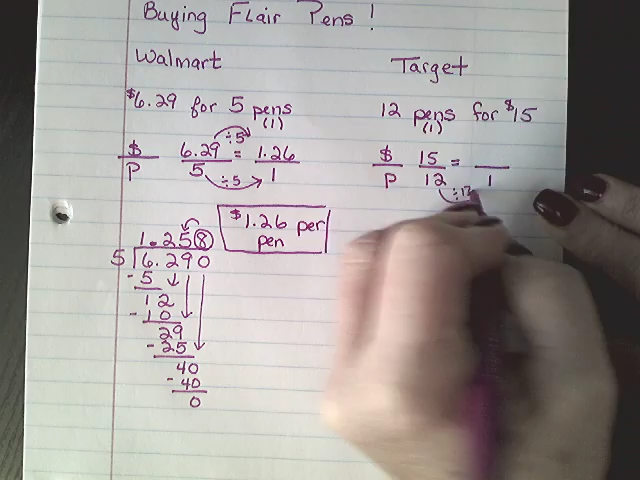 Buying Flair Pens!
Walmart
$6.29 for 5 pens
(1)
÷5
$ 6.29 = 1.26
P 5 1
÷5
$1.26 per
pen
1.258
5 6.290
-5
12
-10
29
-25
40
-40
0
Target
12 pens for $15
(1)
$ 15 =
P 12 1